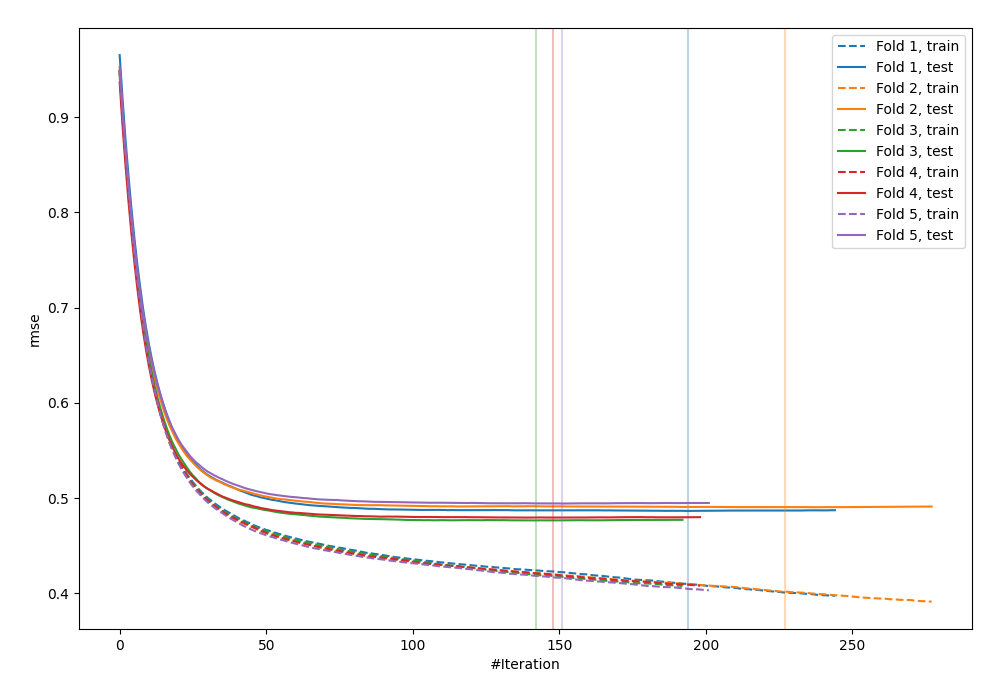 Fold 1, train
Fold 1, test
Fold 2, train
Fold 2, test
Fold 3, train
Fold 3, test
Fold 4, train
Fold 4, test
Fold 5, train
Fold 5, test
rmse
0.9
0.8
0.7
0.6
0.5
0.4
0 50 100 150 200 250
#Iteration